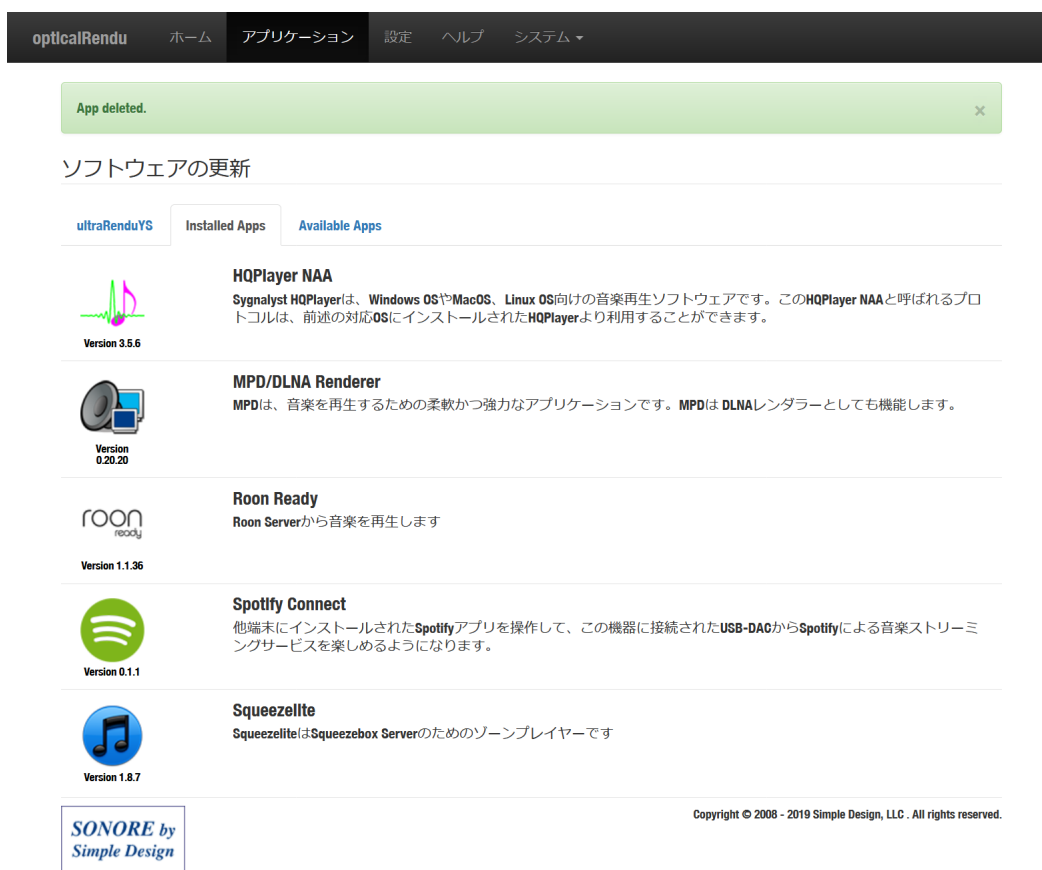 opticalRendu ホーム アプリケーション 設定 ヘルプ システム
App deleted. ×
ソフトウェアの更新
ultraRenduYS Installed Apps Available Apps
HQPlayer NAA
Sygnalyst HQPlayerは、Windows OSやMacOS、Linux OS向けの音楽再生ソフトウェアです。このHQPlayer NAAと呼ばれるプロ
トコルは、前述の対応OSにインストールされたHQPlayerより利用することができます。
Version 3.5.6
MPD/DLNA Renderer
MPDは、音楽を再生するための柔軟かつ強力なアプリケーションです。MPDは DLNAレンダラーとしても機能します。
Version
0.20.20
roon
ready
Roon Ready
Roon Serverから音楽を再生します
Version 1.1.36
Spotify Connect
他端末にインストールされたSpotifyアプリを操作して、この機器に接続されたUSB-DACからSpotifyによる音楽ストリーミ
ングサービスを楽しめるようになります。
Version 0.1.1
Squeezelite
SqueezeliteはSqueezebox Serverのためのゾーンプレイヤーです
Version 1.8.7
SONORE by
Simple Design
Copyright © 2008 - 2019 Simple Design, LLC . All rights reserved.